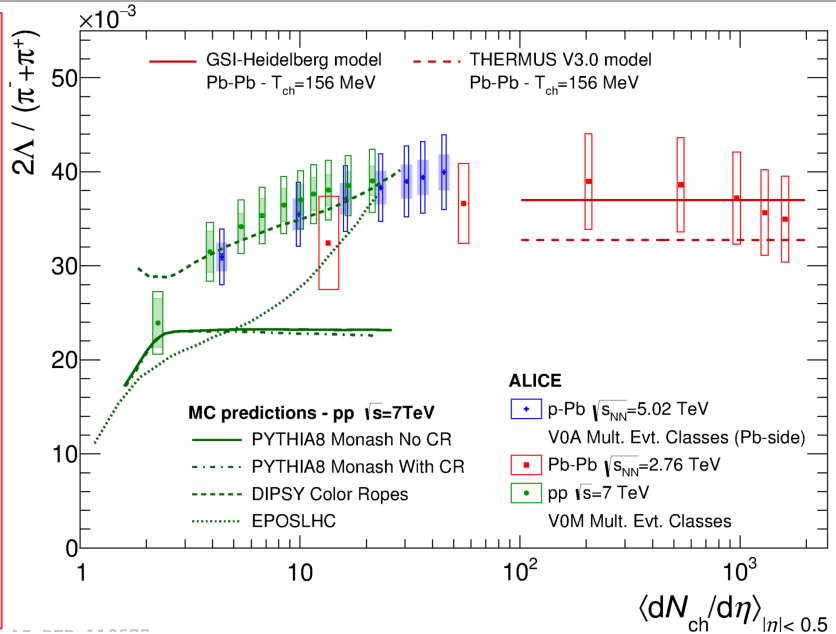 ×10⁻³
2Λ / (π⁻+π⁺)
GSI-Heidelberg model
Pb-Pb - T_ch=156 MeV
THERMUS V3.0 model
Pb-Pb - T_ch=156 MeV
50
40
30
20
10
0
MC predictions - pp √s=7TeV
PYTHIA8 Monash No CR
PYTHIA8 Monash With CR
DIPSY Color Ropes
EPOSLHC
ALICE
p-Pb √s_NN=5.02 TeV
V0A Mult. Evt. Classes (Pb-side)
Pb-Pb √s_NN=2.76 TeV
pp √s=7 TeV
V0M Mult. Evt. Classes
1 10 10² 10³
⟨dN_ch/dη⟩_|η|< 0.5